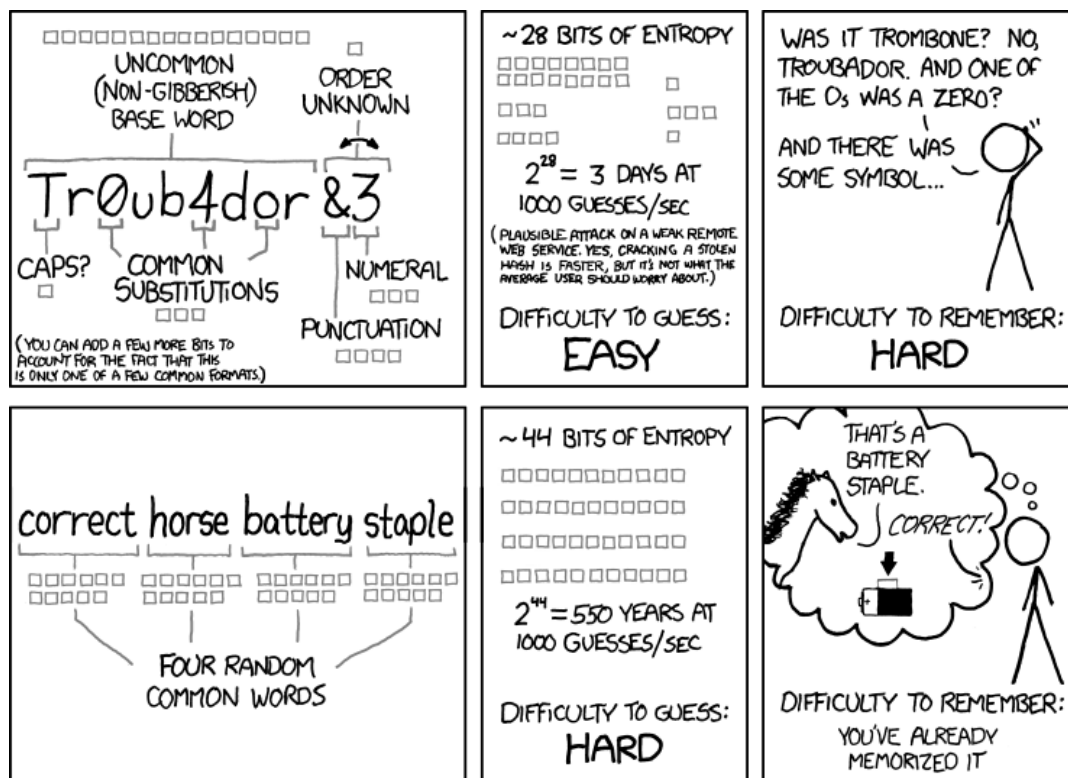 UNCOMMON
(NON-GIBBERISH)
BASE WORD
ORDER
UNKNOWN
Tr0ub4dor &3
CAPS?
COMMON
SUBSTITUTIONS
NUMERAL
PUNCTUATION
(YOU CAN ADD A FEW MORE BITS TO
ACCOUNT FOR THE FACT THAT THIS
IS ONLY ONE OF A FEW COMMON FORMATS.)
~28 BITS OF ENTROPY
2^28 = 3 DAYS AT
1000 GUESSES/SEC
(PLAUSIBLE ATTACK ON A WEAK REMOTE
WEB SERVICE. YES, CRACKING A STOLEN
HASH IS FASTER, BUT IT'S NOT WHAT THE
AVERAGE USER SHOULD WORRY ABOUT.)
DIFFICULTY TO GUESS:
EASY
WAS IT TROMBONE? NO,
TROUBADOR. AND ONE OF
THE Os WAS A ZERO?
AND THERE WAS
SOME SYMBOL...
DIFFICULTY TO REMEMBER:
HARD
correct horse battery staple
FOUR RANDOM
COMMON WORDS
~44 BITS OF ENTROPY
2^44 = 550 YEARS AT
1000 GUESSES/SEC
DIFFICULTY TO GUESS:
HARD
THAT'S A
BATTERY
STAPLE.
CORRECT!
+
DIFFICULTY TO REMEMBER:
YOU'VE ALREADY
MEMORIZED IT